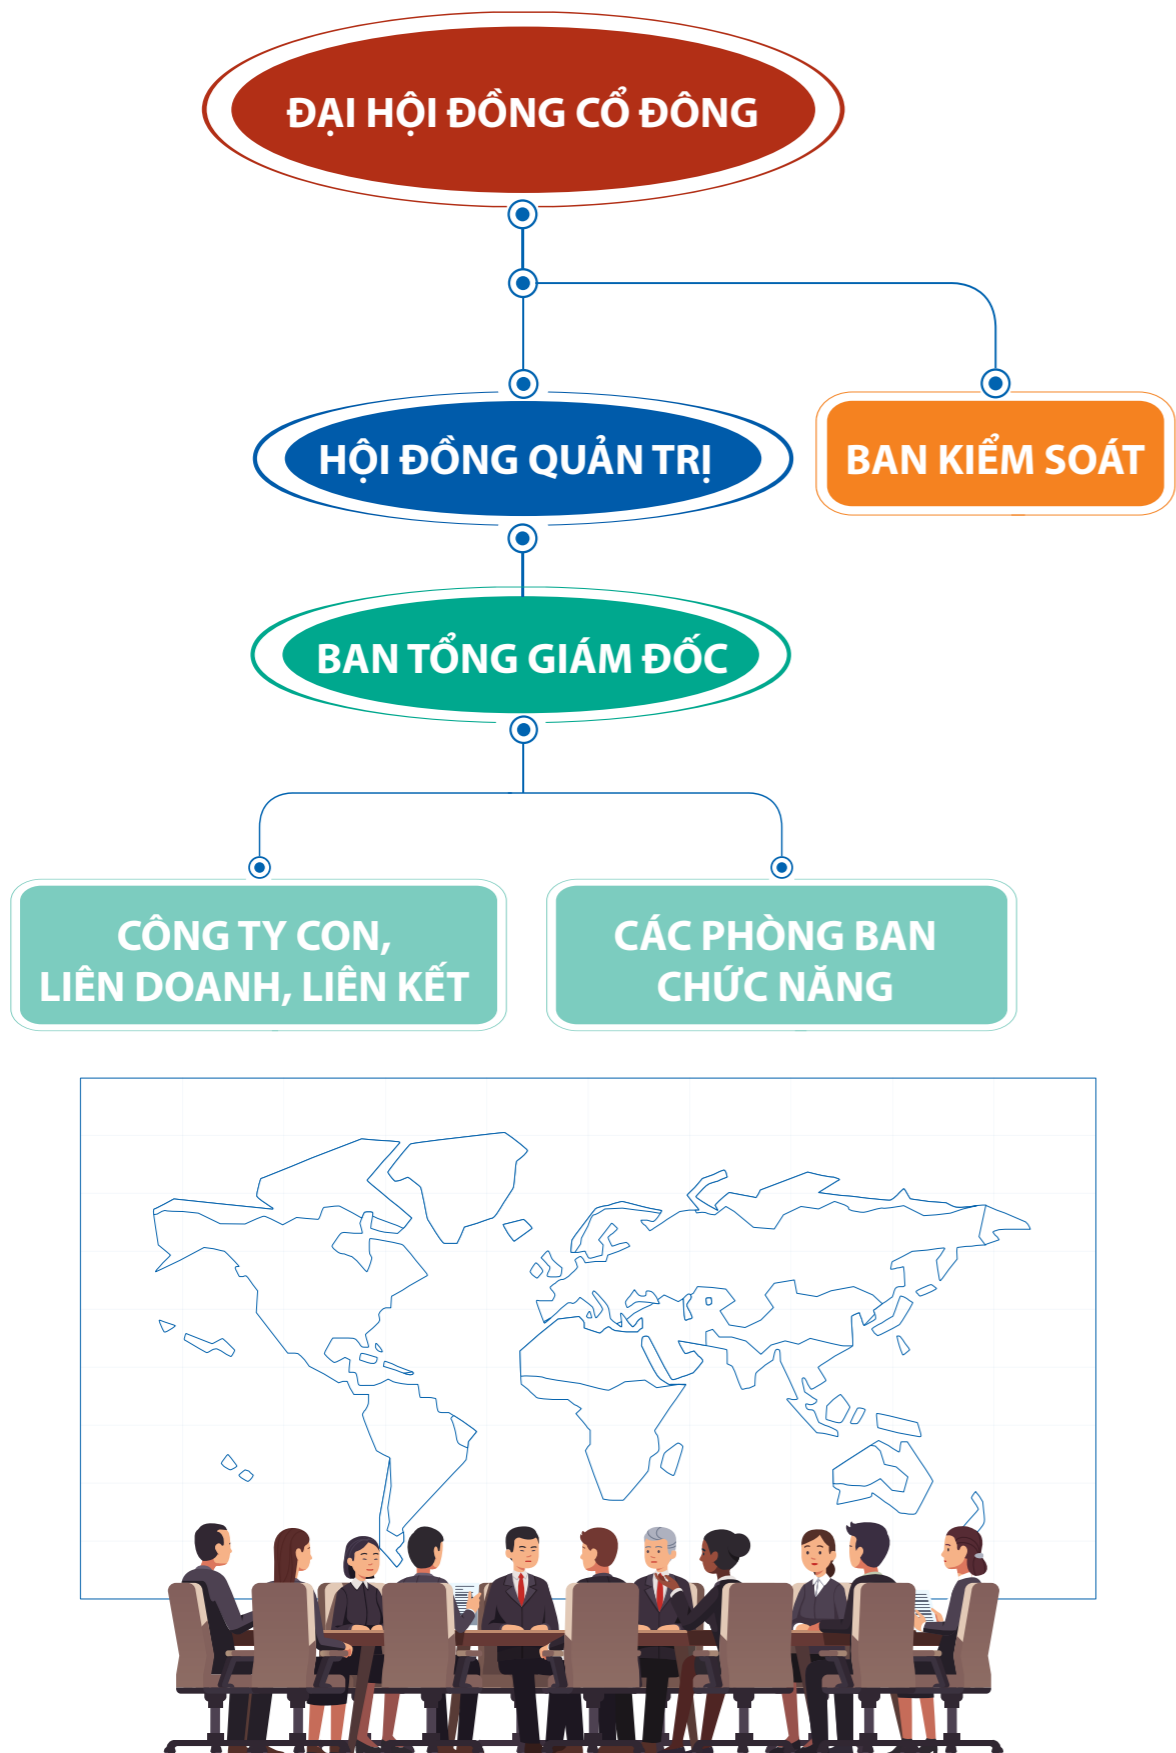 ĐẠI HỘI ĐỒNG CỔ ĐÔNG
HỘI ĐỒNG QUẢN TRỊ
BAN KIỂM SOÁT
BAN TỔNG GIÁM ĐỐC
CÔNG TY CON,
LIÊN DOANH, LIÊN KẾT
CÁC PHÒNG BAN
CHỨC NĂNG